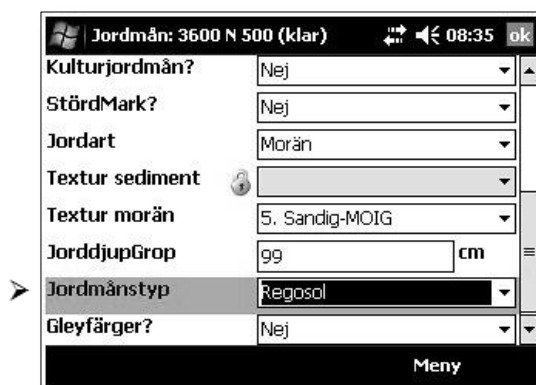 Jordmån: 3600 N 500 (klar) 08:35 ok
Kulturjordmån? Nej
StördMark? Nej
Jordart Morän
Textur sediment
Textur morän 5. Sandig-MOIG
JorddjupGrop 99 cm
Jordmånstyp Regosol
Gleyfärger? Nej
Meny